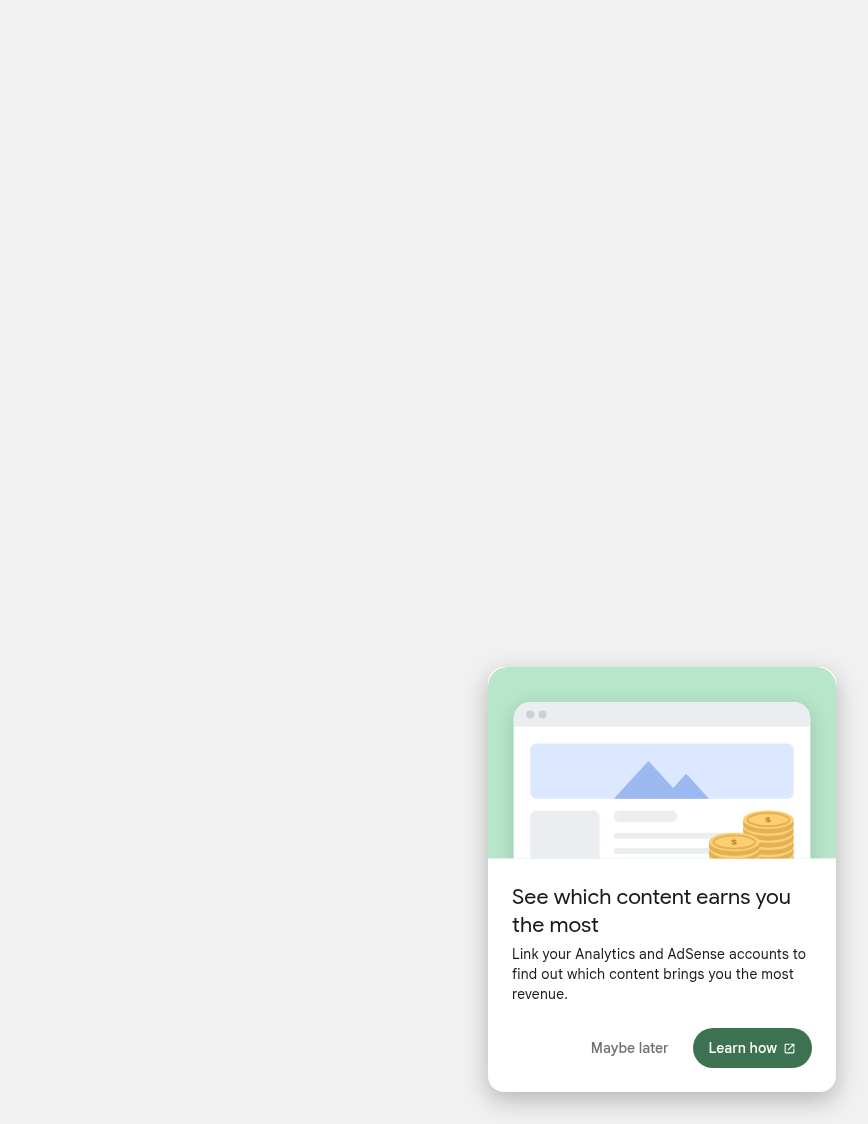 $
$
See which content earns you
the most
Link your Analytics and AdSense accounts to
find out which content brings you the most
revenue.
Maybe later
Learn how